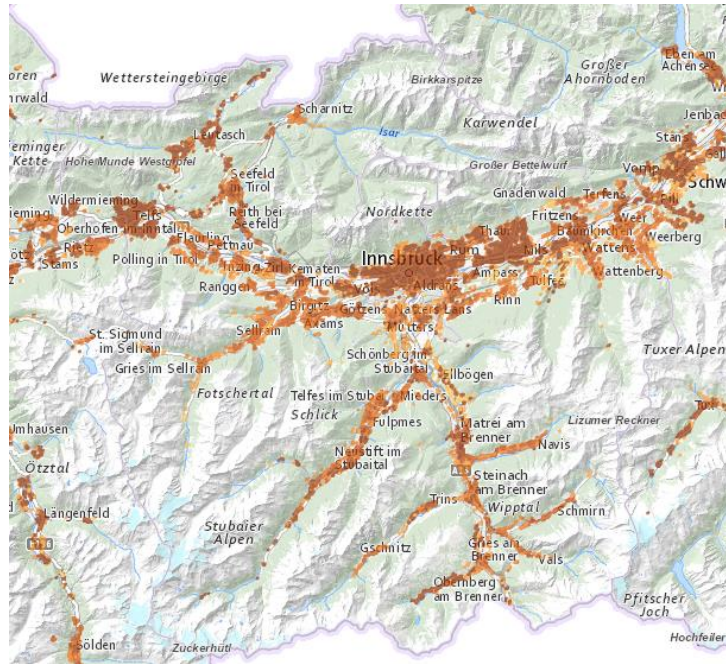 Eben am
Achensee
Wettersteingebirge
Birkkarspitze
Großer
Ahornboden
Scharnitz
Jenbach
Karwendel
Isar
Leutasch
Stans
Hohe Munde Westgipfel
Großer Bettelwurf
Vomp
Seefeld
in Tirol
Gnadenwald
Terfens
Schw
Wildermieming
Nordkette
Fritzens
Pill
Telfs
Reith bei
Seefeld
Thaur
Weer
Oberhofen
im Inntal
Flaurling
Baumkirchen
Weerberg
Rietz
Pettnau
Innsbruck
Rum
Mils
Wattens
Stams
Polling in Tirol
Inzing
Zirl
Kematen
in Tirol
Ampass
Wattenberg
Ranggen
Völs
Aldrans
Tulfes
Birgitz
Götzens
Natters
Lans
Rinn
Axams
Mutters
Sellrain
St. Sigmund
im Sellrain
Tuxer Alpen
Gries im Sellrain
Schönberg im
Stubaital
Ellbögen
Fotschertal
Telfes im Stubai
Mieders
Schlick
Fulpmes
Matrei am
Brenner
Lizumer Reckner
Umhausen
Navis
Neustift im
Stubaital
Ötztal
Steinach
am Brenner
Trins
Wipptal
Längenfeld
Schmirn
Stubaier
Alpen
Gschnitz
Gries am
Brenner
Vals
Obernberg
am Brenner
Pfitscher
Joch
Sölden
Zuckerhütl
Hochfeiler